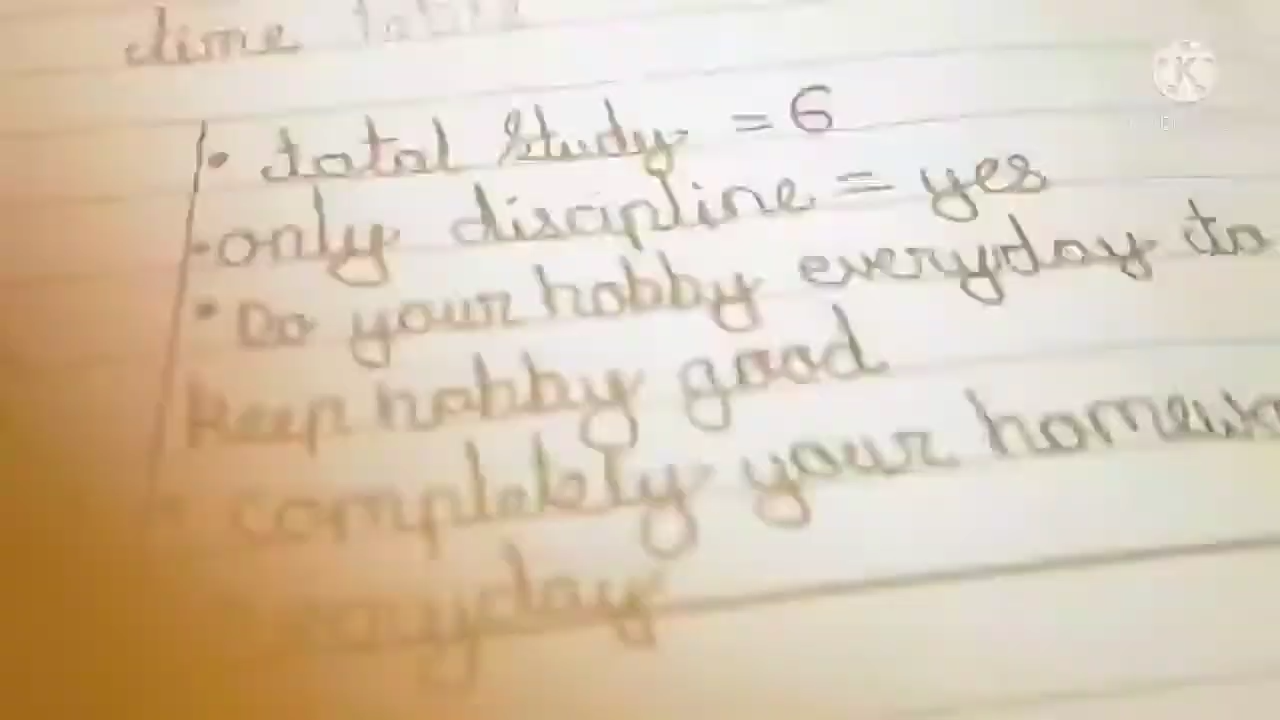 time table
• total study = 6
• only discipline = yes
• Do your hobby everyday to
keep hobby good
• completely your homewo
everyday
K